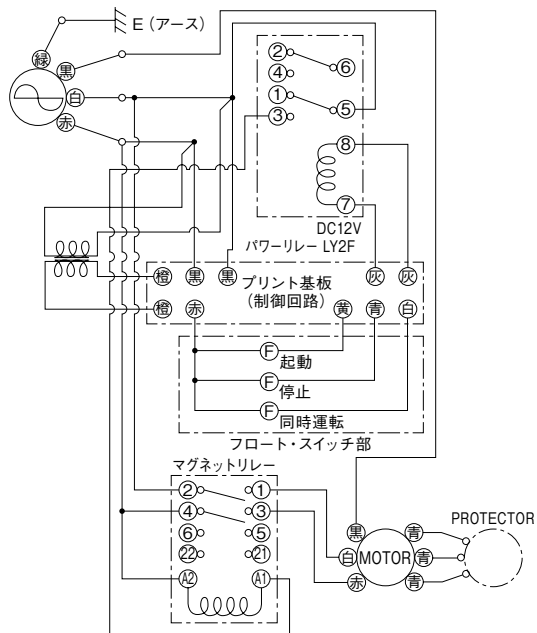 E（アース）
緑
黒
白
赤
②
⑥
④
①
⑤
③
⑧
⑦
DC12V
パワーリレー LY2F
橙 黒 黒 灰 灰
プリント基板
（制御回路）
橙 赤 黄 青 白
F 起動
F 停止
F 同時運転
フロート・スイッチ部
マグネットリレー
② ①
④ ③
⑥ ⑤
22 21
A2 A1
黒 青
白 MOTOR 青
赤 青
PROTECTOR